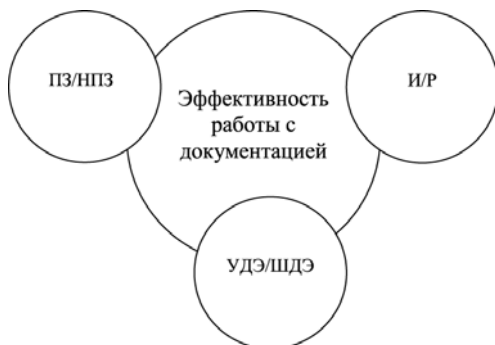 ПЗ/НПЗ
И/Р
Эффективность
работы с
документацией
УДЭ/ШДЭ